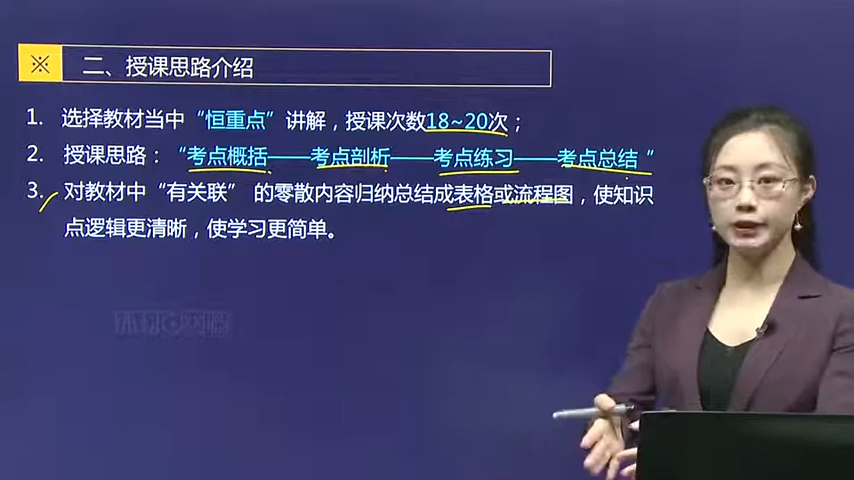 ※ 二、授课思路介绍
1. 选择教材当中“恒重点”讲解，授课次数18~20次；
2. 授课思路：“考点概括——考点剖析——考点练习——考点总结”
3. 对教材中“有关联” 的零散内容归纳总结成表格或流程图，使知识
点逻辑更清晰，使学习更简单。